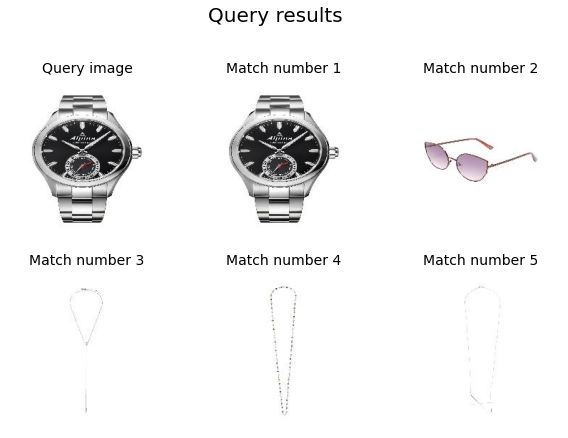 Query results
Query image
Match number 1
Match number 2
Alpina
Alpina
Match number 3
Match number 4
Match number 5